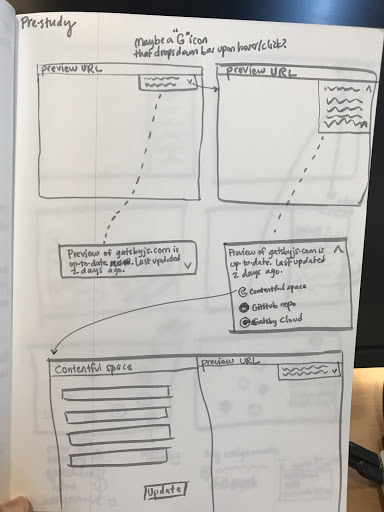 Pre-study
Maybe a "G" icon
that drops down bar upon hover/click?
preview URL
preview URL
Preview of gatsbyjs.com is
up-to-date. Last updated
2 days ago.
Preview of gatsbyjs.com is
up-to-date. Last updated
2 days ago.
Contentful space
GitHub repo
Gatsby Cloud
Contentful space
preview URL
Update